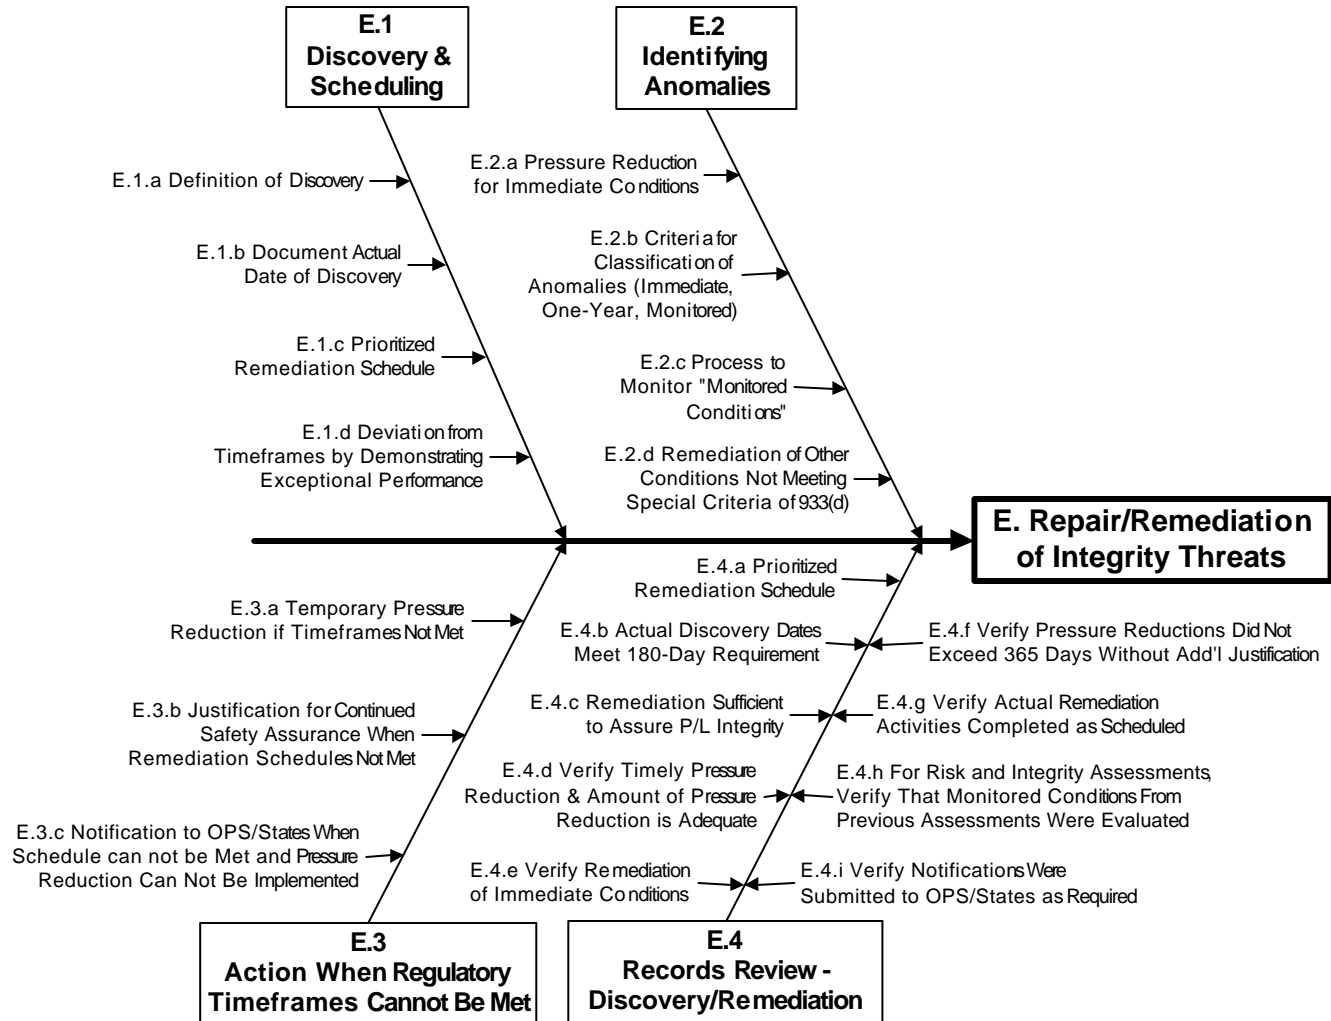 E.1
Discovery &
Scheduling
E.2
Identifying
Anomalies
E.1.a Definition of Discovery
E.1.b Document Actual
Date of Discovery
E.1.c Prioritized
Remediation Schedule
E.1.d Deviation from
Timeframes by Demonstrating
Exceptional Performance
E.2.a Pressure Reduction
for Immediate Conditions
E.2.b Criteria for
Classification of
Anomalies (Immediate,
One-Year, Monitored)
E.2.c Process to
Monitor "Monitored
Conditions"
E.2.d Remediation of Other
Conditions Not Meeting
Special Criteria of 933(d)
E. Repair/Remediation
of Integrity Threats
E.3.a Temporary Pressure
Reduction if Timeframes Not Met
E.3.b Justification for Continued
Safety Assurance When
Remediation Schedules Not Met
E.3.c Notification to OPS/States When
Schedule can not be Met and Pressure
Reduction Can Not Be Implemented
E.4.a Prioritized
Remediation Schedule
E.4.b Actual Discovery Dates
Meet 180-Day Requirement
E.4.c Remediation Sufficient
to Assure P/L Integrity
E.4.d Verify Timely Pressure
Reduction & Amount of Pressure
Reduction is Adequate
E.4.e Verify Remediation
of Immediate Conditions
E.4.f Verify Pressure Reductions Did Not
Exceed 365 Days Without Add'l Justification
E.4.g Verify Actual Remediation
Activities Completed as Scheduled
E.4.h For Risk and Integrity Assessments,
Verify That Monitored Conditions From
Previous Assessments Were Evaluated
E.4.i Verify Notifications Were
Submitted to OPS/States as Required
E.3
Action When Regulatory
Timeframes Cannot Be Met
E.4
Records Review -
Discovery/Remediation